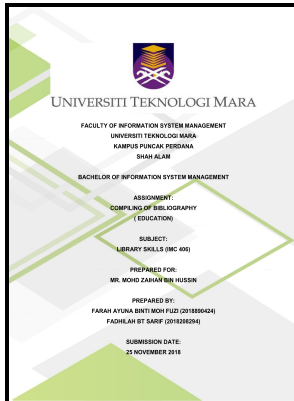 UNIVERSITI TEKNOLOGI MARA
FACULTY OF INFORMATION SYSTEM MANAGEMENT
UNIVERSITI TEKNOLOGI MARA
KAMPUS PUNCAK PERDANA
SHAH ALAM
BACHELOR OF INFORMATION SYSTEM MANAGEMENT
ASSIGNMENT:
COMPILING OF BIBLIOGRAPHY
( EDUCATION)
SUBJECT:
LIBRARY SKILLS (IMC 406)
PREPARED FOR:
MR. MOHD ZAIHAN BIN HUSSIN
PREPARED BY:
FARAH AYUNA BINTI MOH FUZI (2018890424)
FADHILAH BT SARIF (2018208294)
SUBMISSION DATE:
25 NOVEMBER 2018